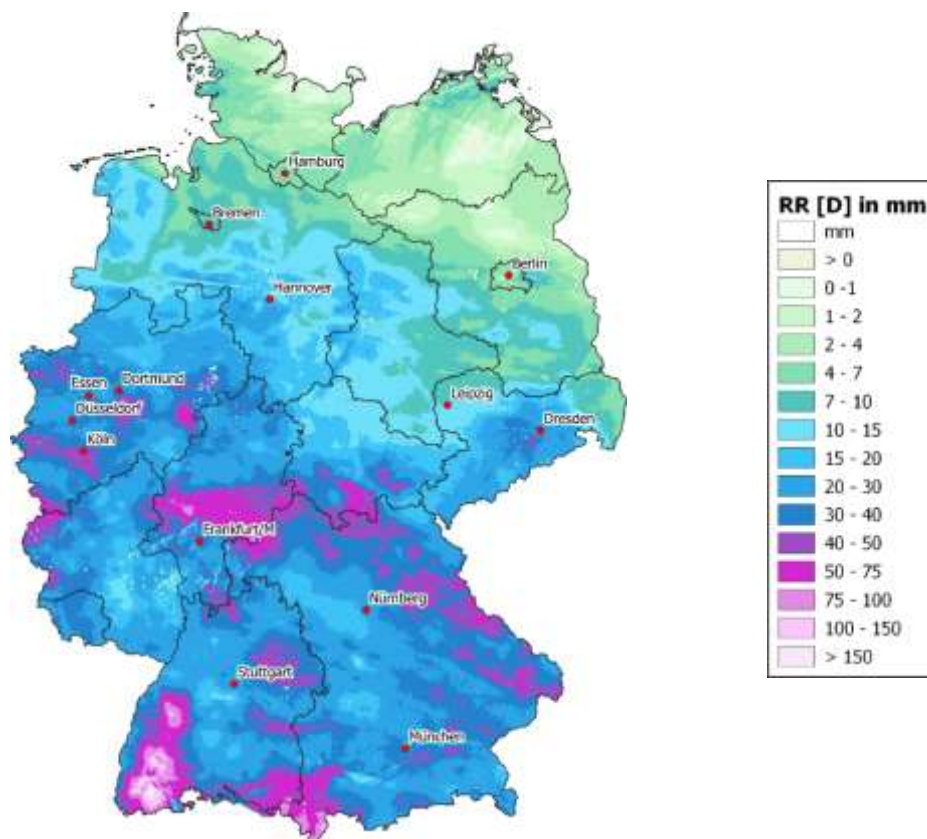 Hamburg
Bremen
Berlin
Hannover
Essen
Dortmund
Düsseldorf
Leipzig
Dresden
Köln
Frankfurt/M
Nürnberg
Stuttgart
München
RR [D] in mm
mm
> 0
0 -1
1 - 2
2 - 4
4 - 7
7 - 10
10 - 15
15 - 20
20 - 30
30 - 40
40 - 50
50 - 75
75 - 100
100 - 150
> 150